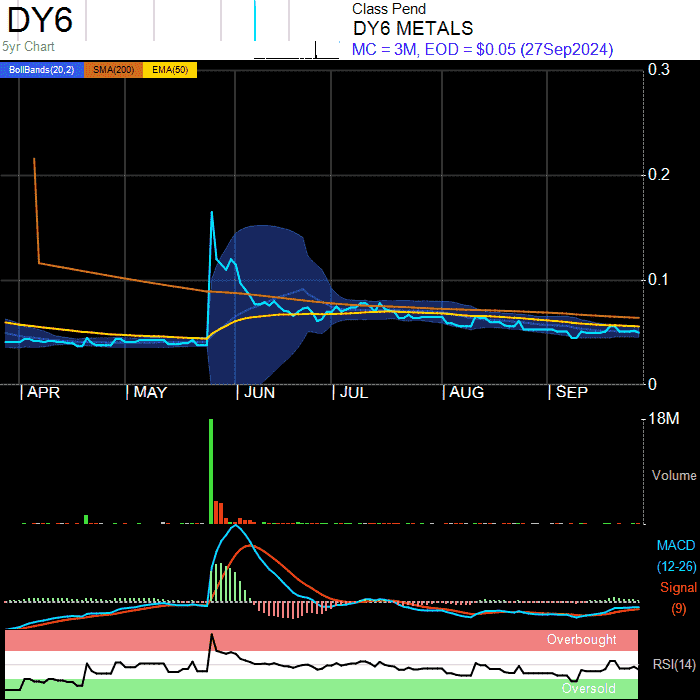 DY6
5yr Chart
Class Pend
DY6 METALS
MC = 3M, EOD = $0.05 (27Sep2024)
BollBands(20,2) SMA(200) EMA(50)
0.3
0.2
0.1
0
APR MAY JUN JUL AUG SEP
18M
Volume
MACD
(12-26)
Signal
(9)
Overbought
RSI(14)
Oversold